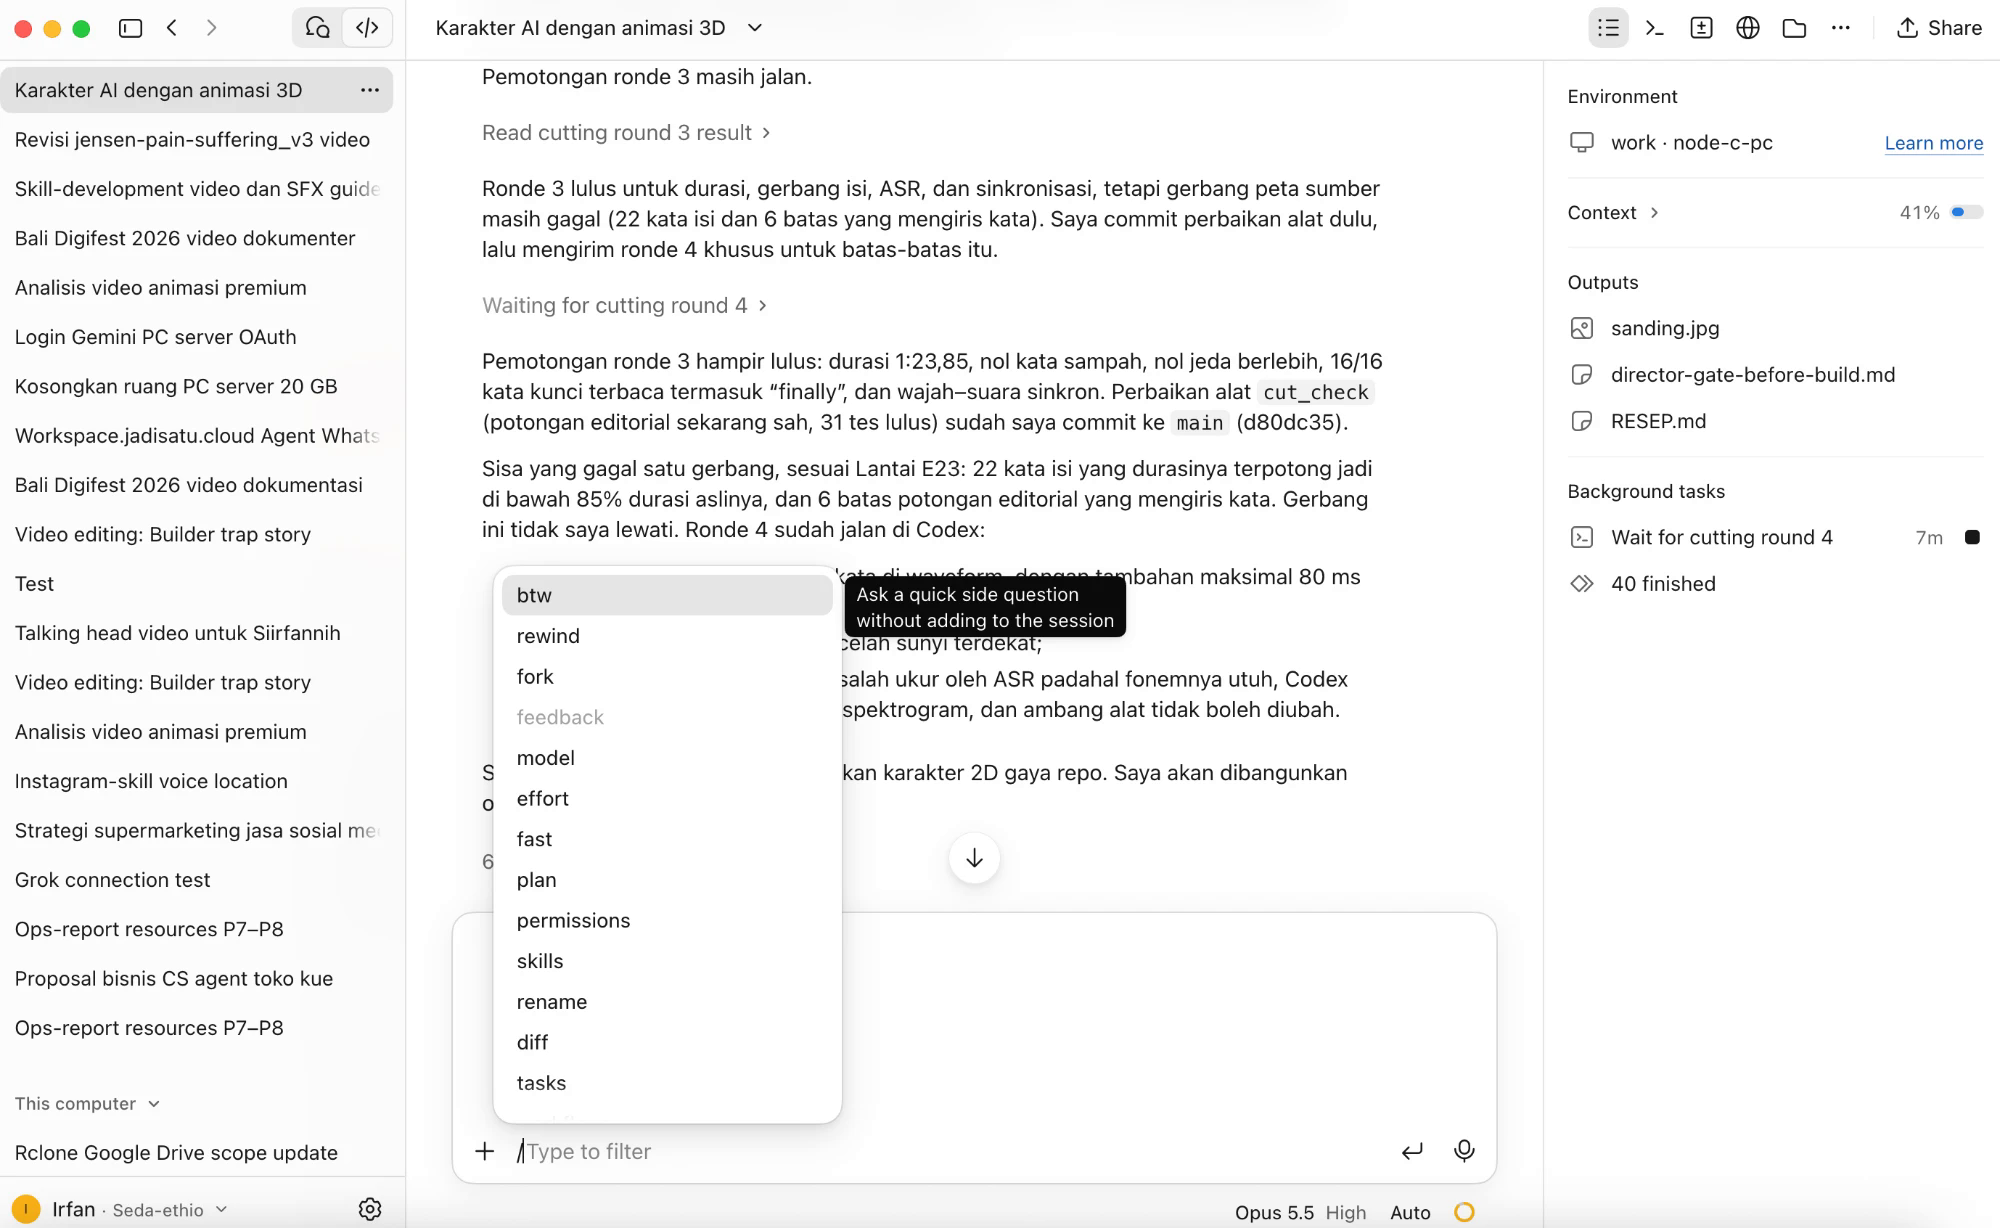 Karakter AI dengan animasi 3D
Share
Karakter AI dengan animasi 3D
Revisi jensen-pain-suffering_v3 video
Skill-development video dan SFX guide
Bali Digifest 2026 video dokumenter
Analisis video animasi premium
Login Gemini PC server OAuth
Kosongkan ruang PC server 20 GB
Workspace.jadisatu.cloud Agent Whats
Bali Digifest 2026 video dokumentasi
Video editing: Builder trap story
Test
Talking head video untuk Siirfannih
Video editing: Builder trap story
Analisis video animasi premium
Instagram-skill voice location
Strategi supermarketing jasa sosial me
Grok connection test
Ops-report resources P7–P8
Proposal bisnis CS agent toko kue
Ops-report resources P7–P8
This computer
Rclone Google Drive scope update
I
Irfan · Seda-ethio
Pemotongan ronde 3 masih jalan.
Read cutting round 3 result
Ronde 3 lulus untuk durasi, gerbang isi, ASR, dan sinkronisasi, tetapi gerbang peta sumber
masih gagal (22 kata isi dan 6 batas yang mengiris kata). Saya commit perbaikan alat dulu,
lalu mengirim ronde 4 khusus untuk batas-batas itu.
Waiting for cutting round 4
Pemotongan ronde 3 hampir lulus: durasi 1:23,85, nol kata sampah, nol jeda berlebih, 16/16
kata kunci terbaca termasuk “finally”, dan wajah–suara sinkron. Perbaikan alat cut_check
(potongan editorial sekarang sah, 31 tes lulus) sudah saya commit ke main (d80dc35).
Sisa yang gagal satu gerbang, sesuai Lantai E23: 22 kata isi yang durasinya terpotong jadi
di bawah 85% durasi aslinya, dan 6 batas potongan editorial yang mengiris kata. Gerbang
ini tidak saya lewati. Ronde 4 sudah jalan di Codex:
kata di waveform, dengan tambahan maksimal 80 ms
celah sunyi terdekat;
salah ukur oleh ASR padahal fonemnya utuh, Codex
spektrogram, dan ambang alat tidak boleh diubah.
S
kan karakter 2D gaya repo. Saya akan dibangunkan
o
6
btw
rewind
fork
feedback
model
effort
fast
plan
permissions
skills
rename
diff
tasks
Ask a quick side question
without adding to the session
/Type to filter
Opus 5.5 High Auto
Environment
work · node-c-pc Learn more
Context 41%
Outputs
sanding.jpg
director-gate-before-build.md
RESEP.md
Background tasks
Wait for cutting round 4 7m
40 finished